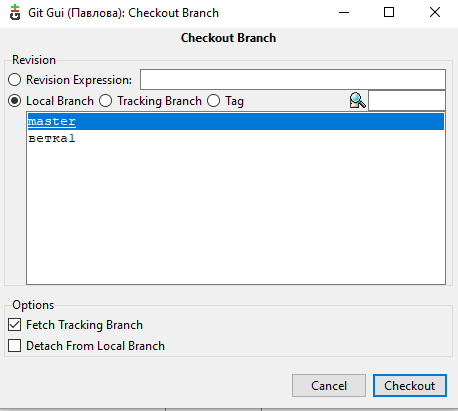 Git Gui (Павлова): Checkout Branch
Checkout Branch
Revision
Revision Expression:
Local Branch Tracking Branch Tag
master
ветка1
Options
Fetch Tracking Branch
Detach From Local Branch
Cancel Checkout